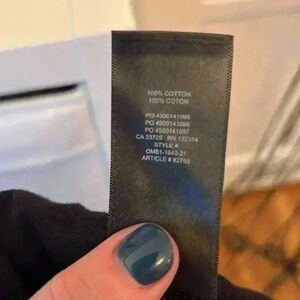 100% COTTON
100% COTON
PO 4500141095
PO 4500141096
PO 4500141097
CA 23728 RN 122364
STYLE #
OMB1-1643-21
ARTICLE # 82753